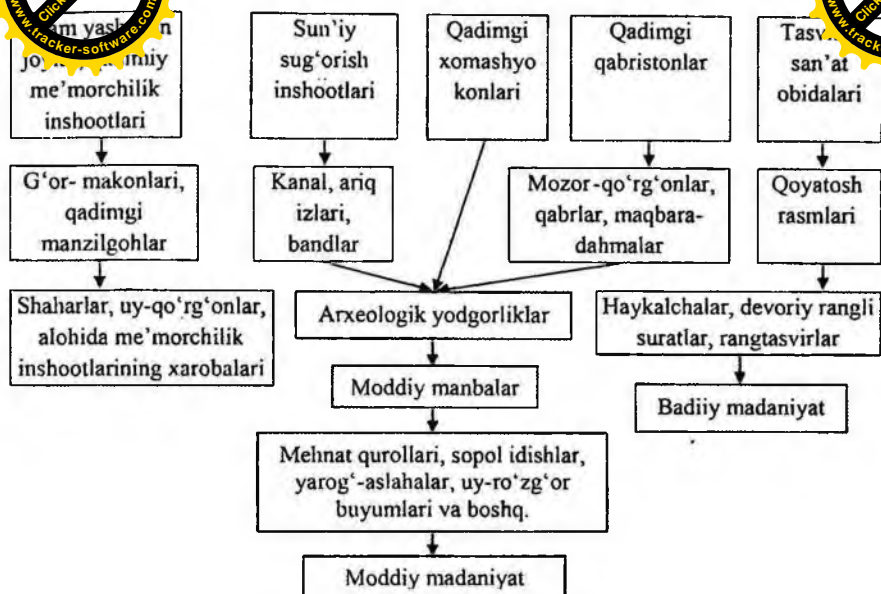 me'morchilik
inshootlari
Sun'iy
sug‘orish
inshootlari
Qadimgi
xomashyo
konlari
Qadimgi
qabristonlar
san'at
obidalari
G‘or- makonlari,
qadimgi
manzilgohlar
Kanal, ariq
izlari,
bandlar
Mozor-qo‘rg‘onlar,
qabrlar, maqbara-
dahmalar
Qoyatosh
rasmlari
Shaharlar, uy-qo‘rg‘onlar,
alohida me'morchilik
inshootlarining xarobalari
Arxeologik yodgorliklar
Haykalchalar, devoriy rangli
suratlar, rangtasvirlar
Moddiy manbalar
Badiiy madaniyat
Mehnat qurollari, sopol idishlar,
yarog‘-aslahalar, uy-ro‘zg‘or
buyumlari va boshq.
Moddiy madaniyat